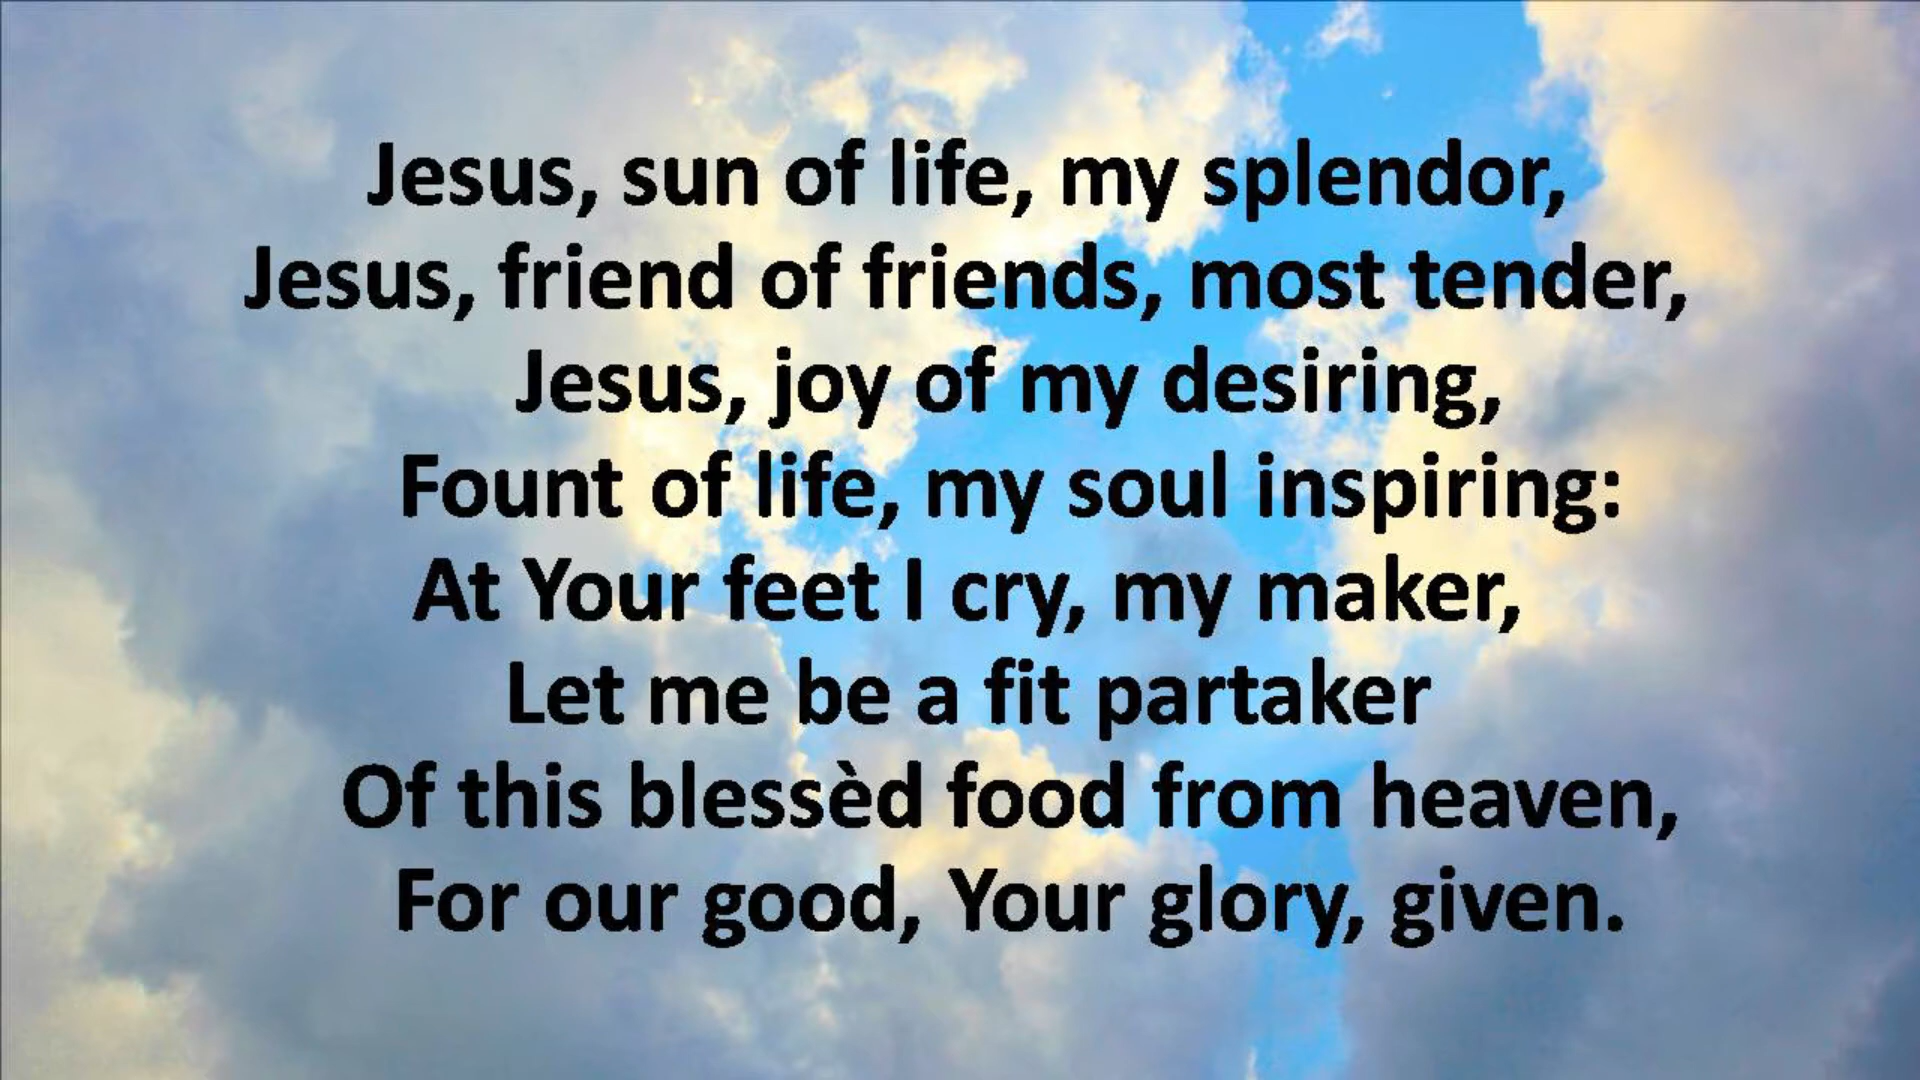 Jesus, sun of life, my splendor,
Jesus, friend of friends, most tender,
Jesus, joy of my desiring,
Fount of life, my soul inspiring:
At Your feet I cry, my maker,
Let me be a fit partaker
Of this blessèd food from heaven,
For our good, Your glory, given.